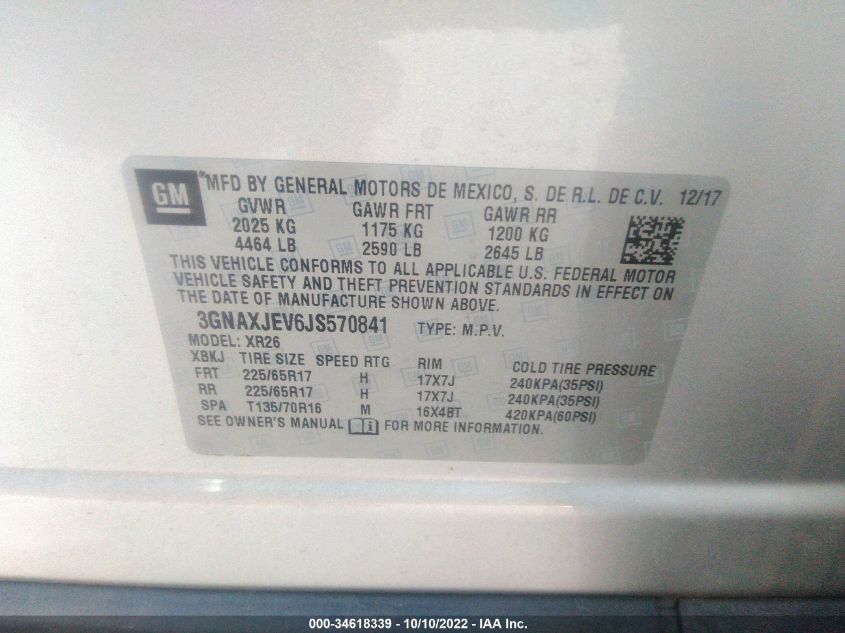 GM
*MFD BY GENERAL MOTORS DE MEXICO, S. DE R.L. DE C.V. 12/17
GVWR GAWR FRT GAWR RR
2025 KG 1175 KG 1200 KG
4464 LB 2590 LB 2645 LB
THIS VEHICLE CONFORMS TO ALL APPLICABLE U.S. FEDERAL MOTOR
VEHICLE SAFETY AND THEFT PREVENTION STANDARDS IN EFFECT ON
THE DATE OF MANUFACTURE SHOWN ABOVE.
3GNAXJEV6JS570841 TYPE: M.P.V.
MODEL: XR26
XBKJ TIRE SIZE SPEED RTG RIM COLD TIRE PRESSURE
FRT 225/65R17 H 17X7J 240KPA(35PSI)
RR 225/65R17 H 17X7J 240KPA(35PSI)
SPA T135/70R16 M 16X4BT 420KPA(60PSI)
SEE OWNER'S MANUAL FOR MORE INFORMATION.
000-34618339 - 10/10/2022 - IAA Inc.